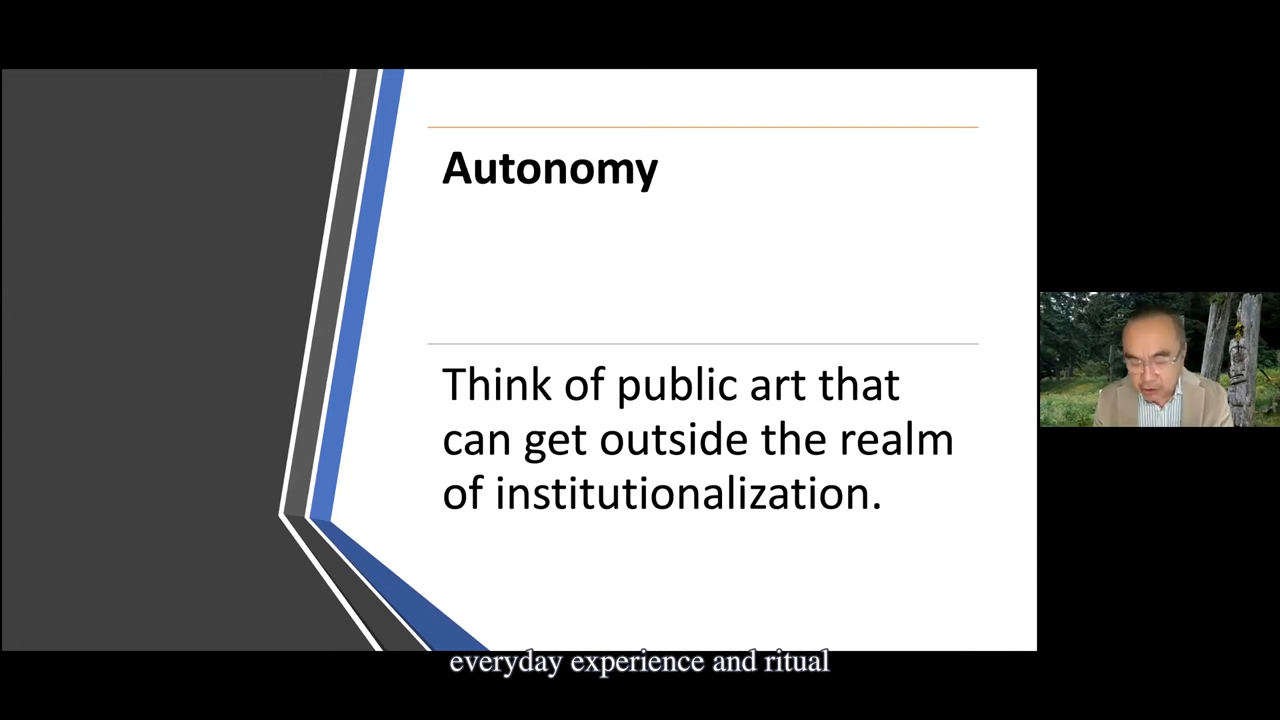 Autonomy
Think of public art that
can get outside the realm
of institutionalization.
everyday experience and ritual